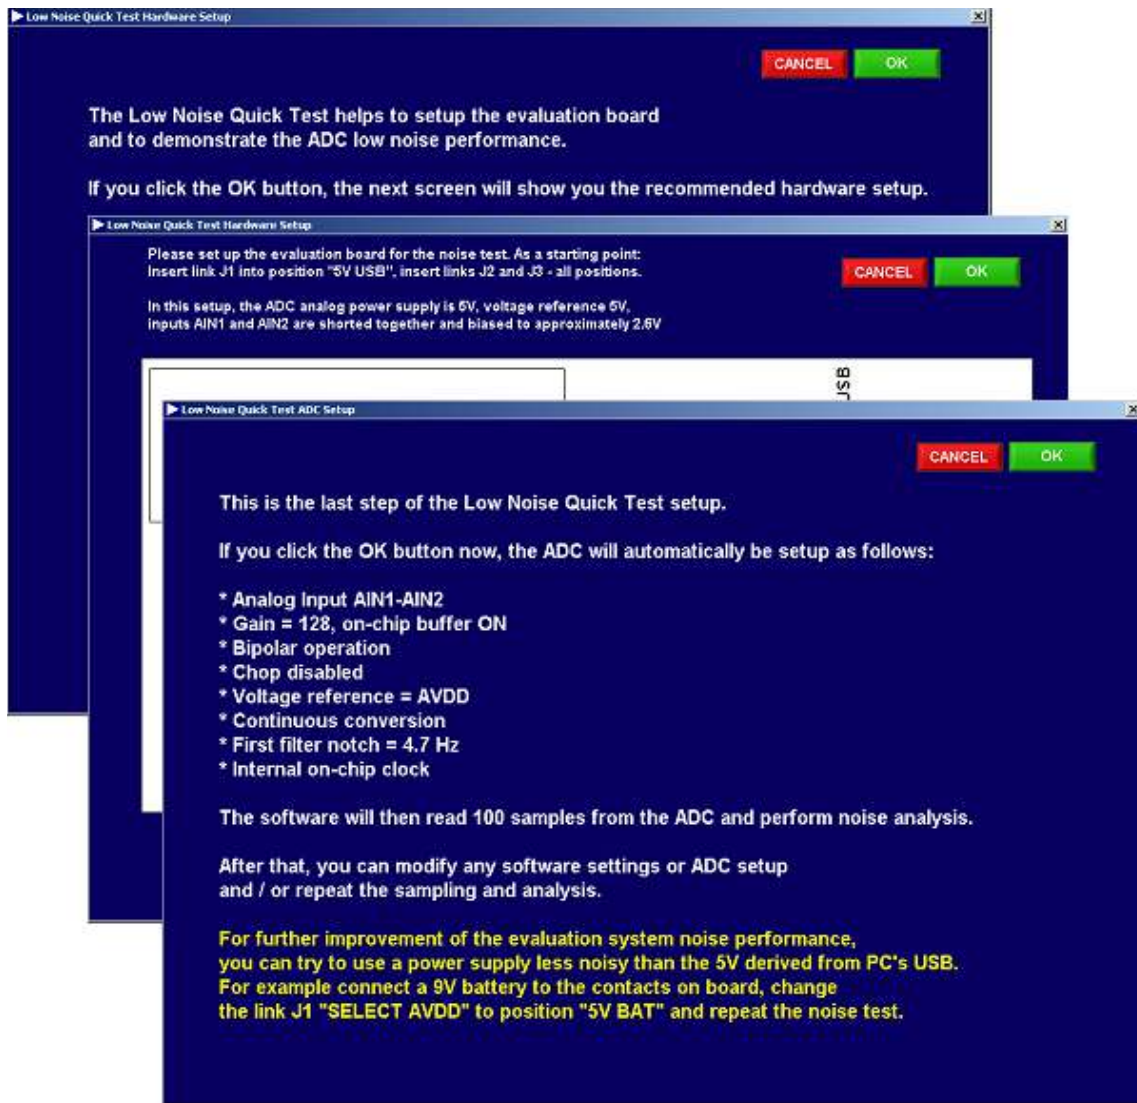 Low Noise Quick Test Hardware Setup
CANCEL OK
The Low Noise Quick Test helps to setup the evaluation board
and to demonstrate the ADC low noise performance.
If you click the OK button, the next screen will show you the recommended hardware setup.
Low Noise Quick Test Hardware Setup
CANCEL OK
Please set up the evaluation board for the noise test. As a starting point:
Insert link J1 into position "5V USB", insert links J2 and J3 - all positions.
In this setup, the ADC analog power supply is 5V, voltage reference 5V,
inputs AIN1 and AIN2 are shorted together and biased to approximately 2.5V
USB
Low Noise Quick Test ADC Setup
CANCEL OK
This is the last step of the Low Noise Quick Test setup.
If you click the OK button now, the ADC will automatically be setup as follows:
* Analog Input AIN1-AIN2
* Gain = 128, on-chip buffer ON
* Bipolar operation
* Chop disabled
* Voltage reference = AVDD
* Continuous conversion
* First filter notch = 4.7 Hz
* Internal on-chip clock
The software will then read 100 samples from the ADC and perform noise analysis.
After that, you can modify any software settings or ADC setup
and / or repeat the sampling and analysis.
For further improvement of the evaluation system noise performance,
you can try to use a power supply less noisy than the 5V derived from PC's USB.
For example connect a 9V battery to the contacts on board, change
the link J1 "SELECT AVDD" to position "5V BAT" and repeat the noise test.